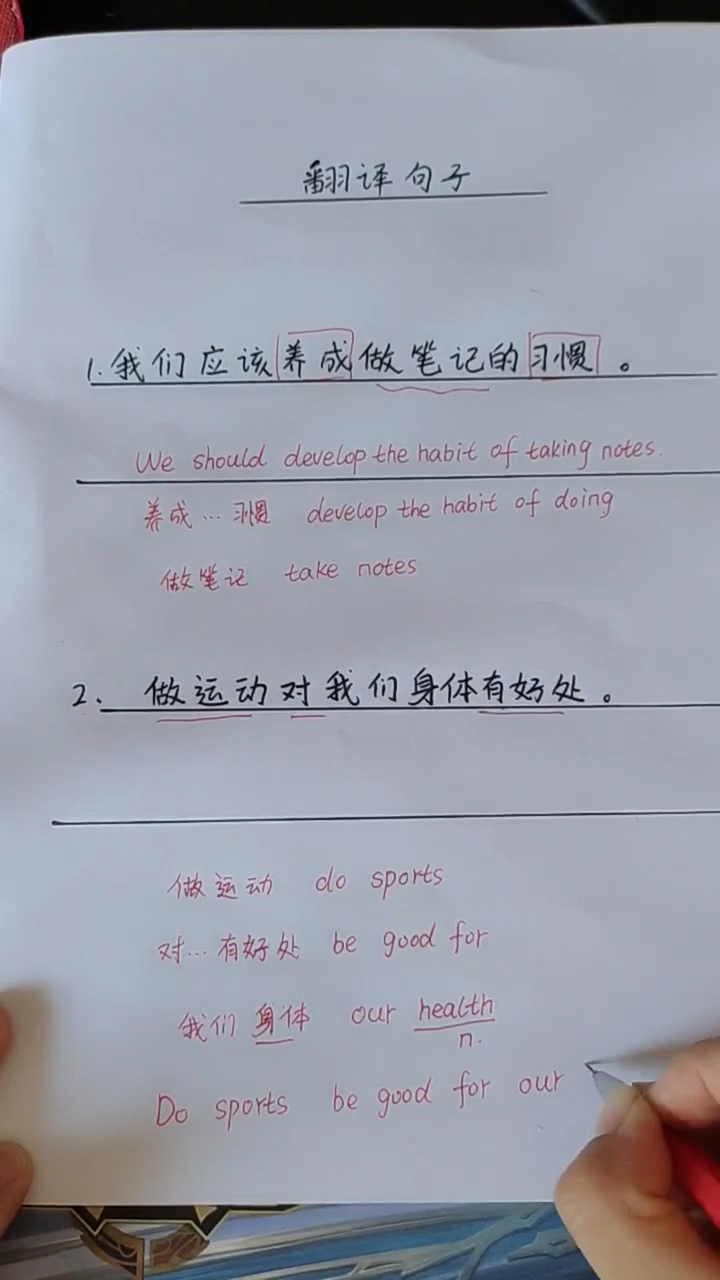 翻译句子
1.我们应该养成做笔记的习惯。
We should develop the habit of taking notes.
养成...习惯 develop the habit of doing
做笔记 take notes
2. 做运动对我们身体有好处。
做运动 do sports
对...有好处 be good for
我们身体 our health
n.
Do sports be good for our